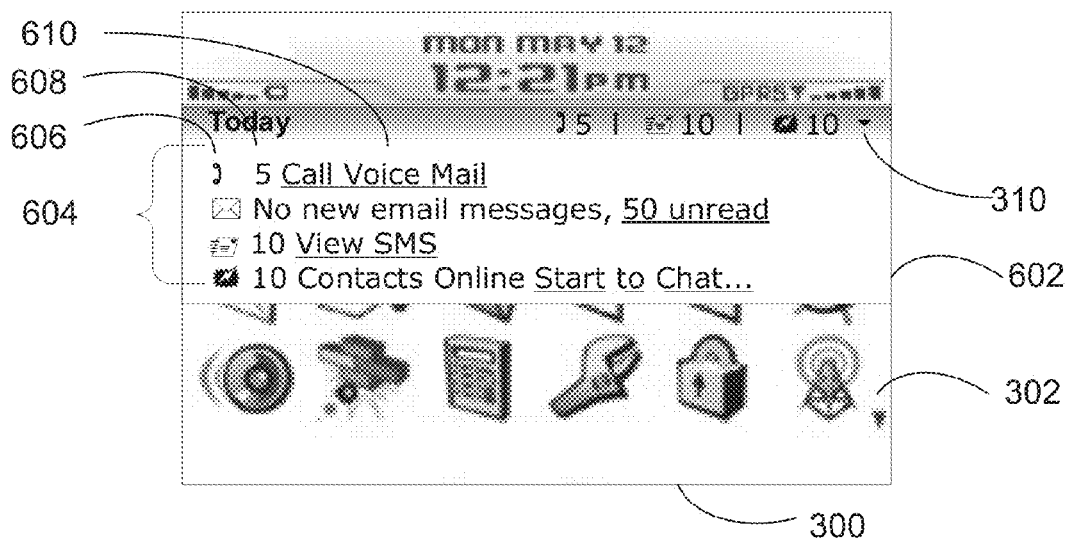 610
608
606
604
mon may 12
12:21pm
GPRS
Today 5 | 10 | 10
5 Call Voice Mail
No new email messages, 50 unread
10 View SMS
10 Contacts Online Start to Chat...
310
602
302
300